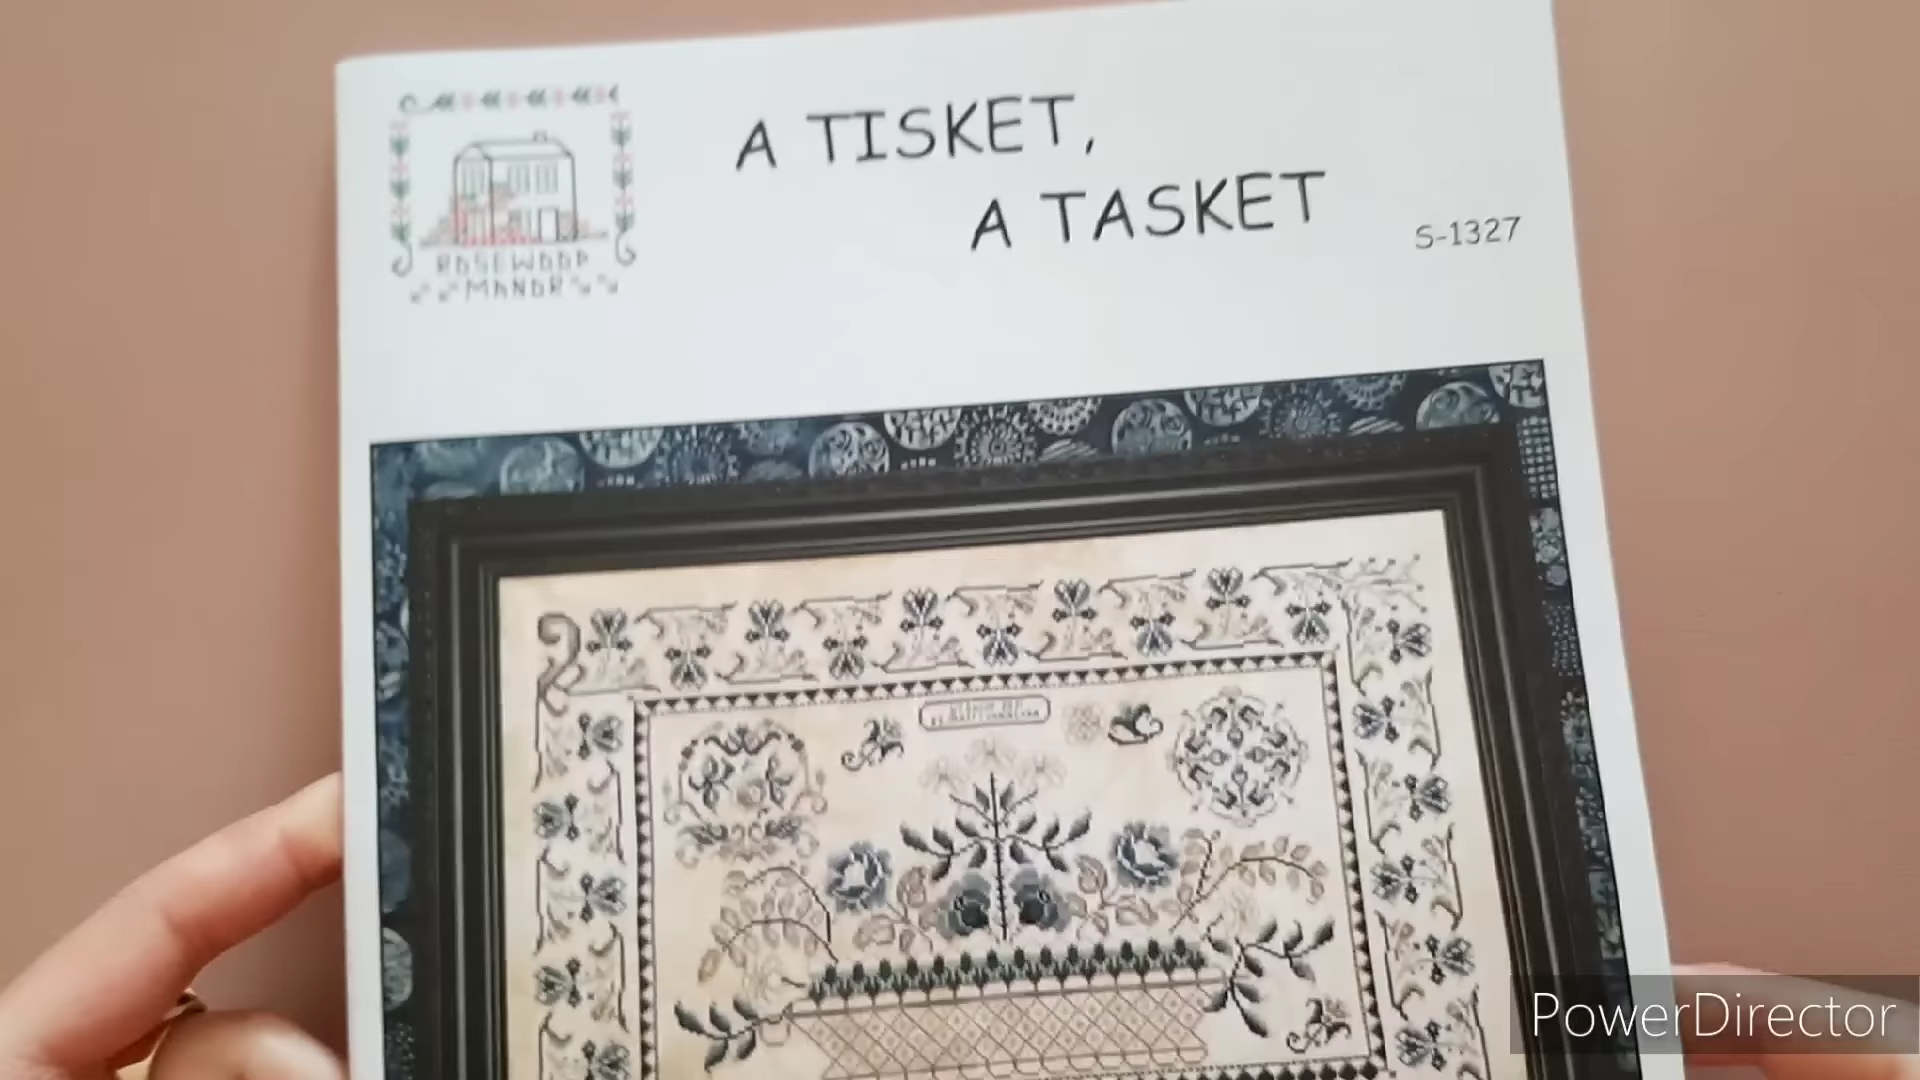 A TISKET,
A TASKET
S-1327
ROSEWOOD
MANOR
PowerDirector